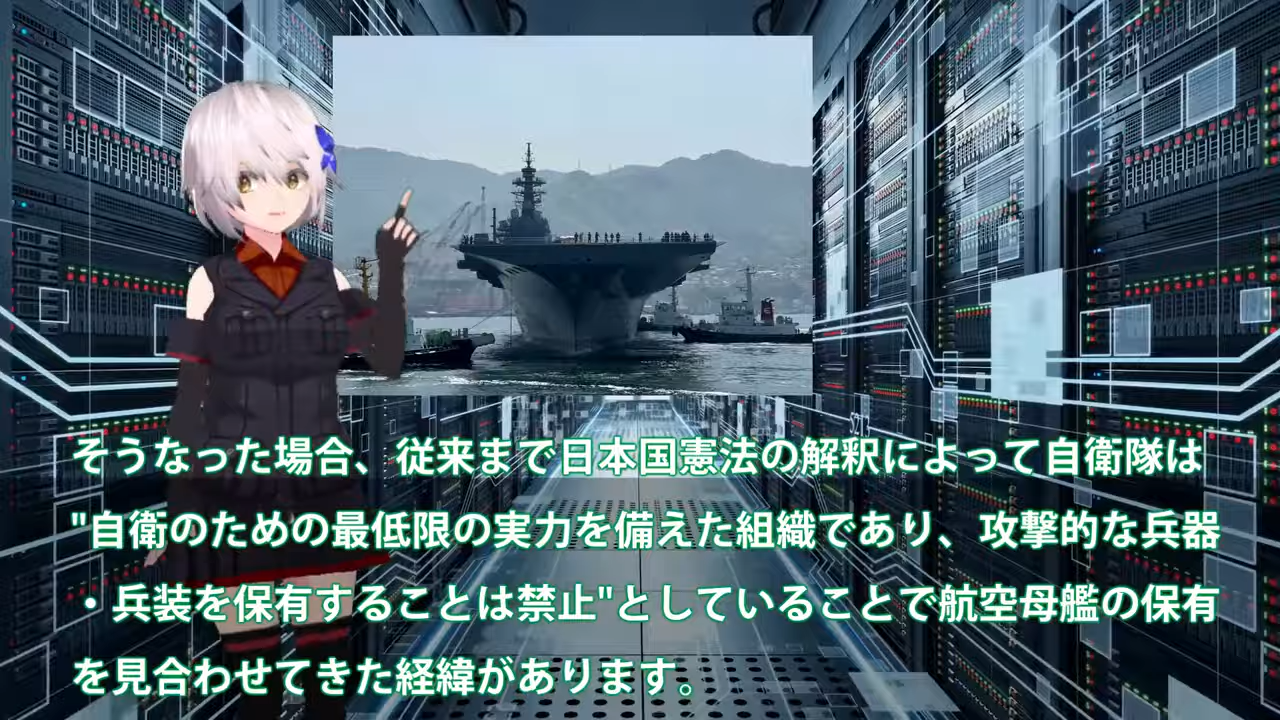 そうなった場合、従来まで日本国憲法の解釈によって自衛隊は
"自衛のための最低限の実力を備えた組織であり、攻撃的な兵器
・兵装を保有することは禁止"としていることで航空母艦の保有
を見合わせてきた経緯があります。